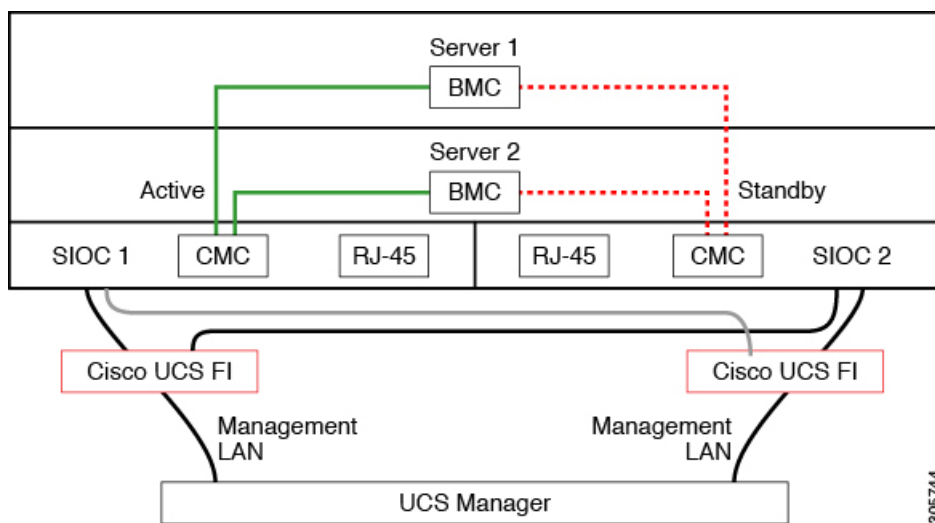 Server 1
BMC
Server 2
BMC
Active
Standby
SIOC 1
CMC
RJ-45
RJ-45
CMC
SIOC 2
Cisco UCS FI
Cisco UCS FI
Management
LAN
Management
LAN
UCS Manager